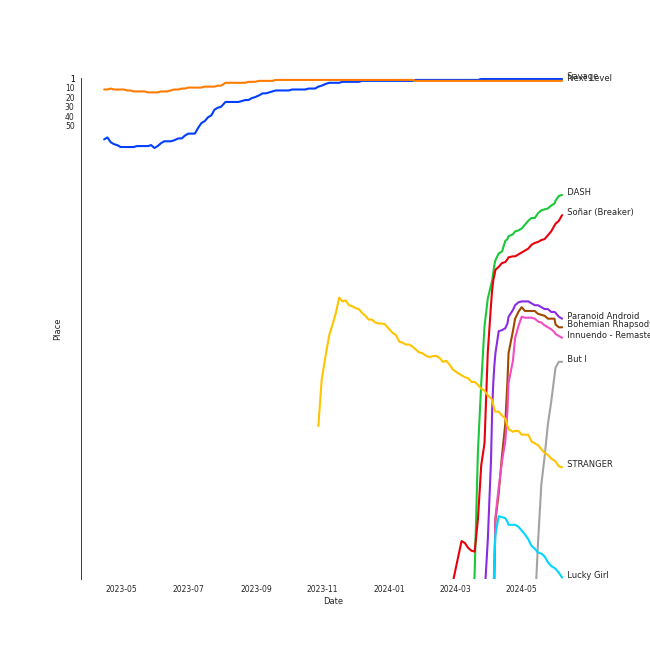 1
10
20
30
40
50
Place
Savage
Next Level
DASH
Soñar (Breaker)
Paranoid Android
Bohemian Rhapsody
Innuendo - Remaste
But I
STRANGER
Lucky Girl
2023-05
2023-07
2023-09
2023-11
2024-01
2024-03
2024-05
Date